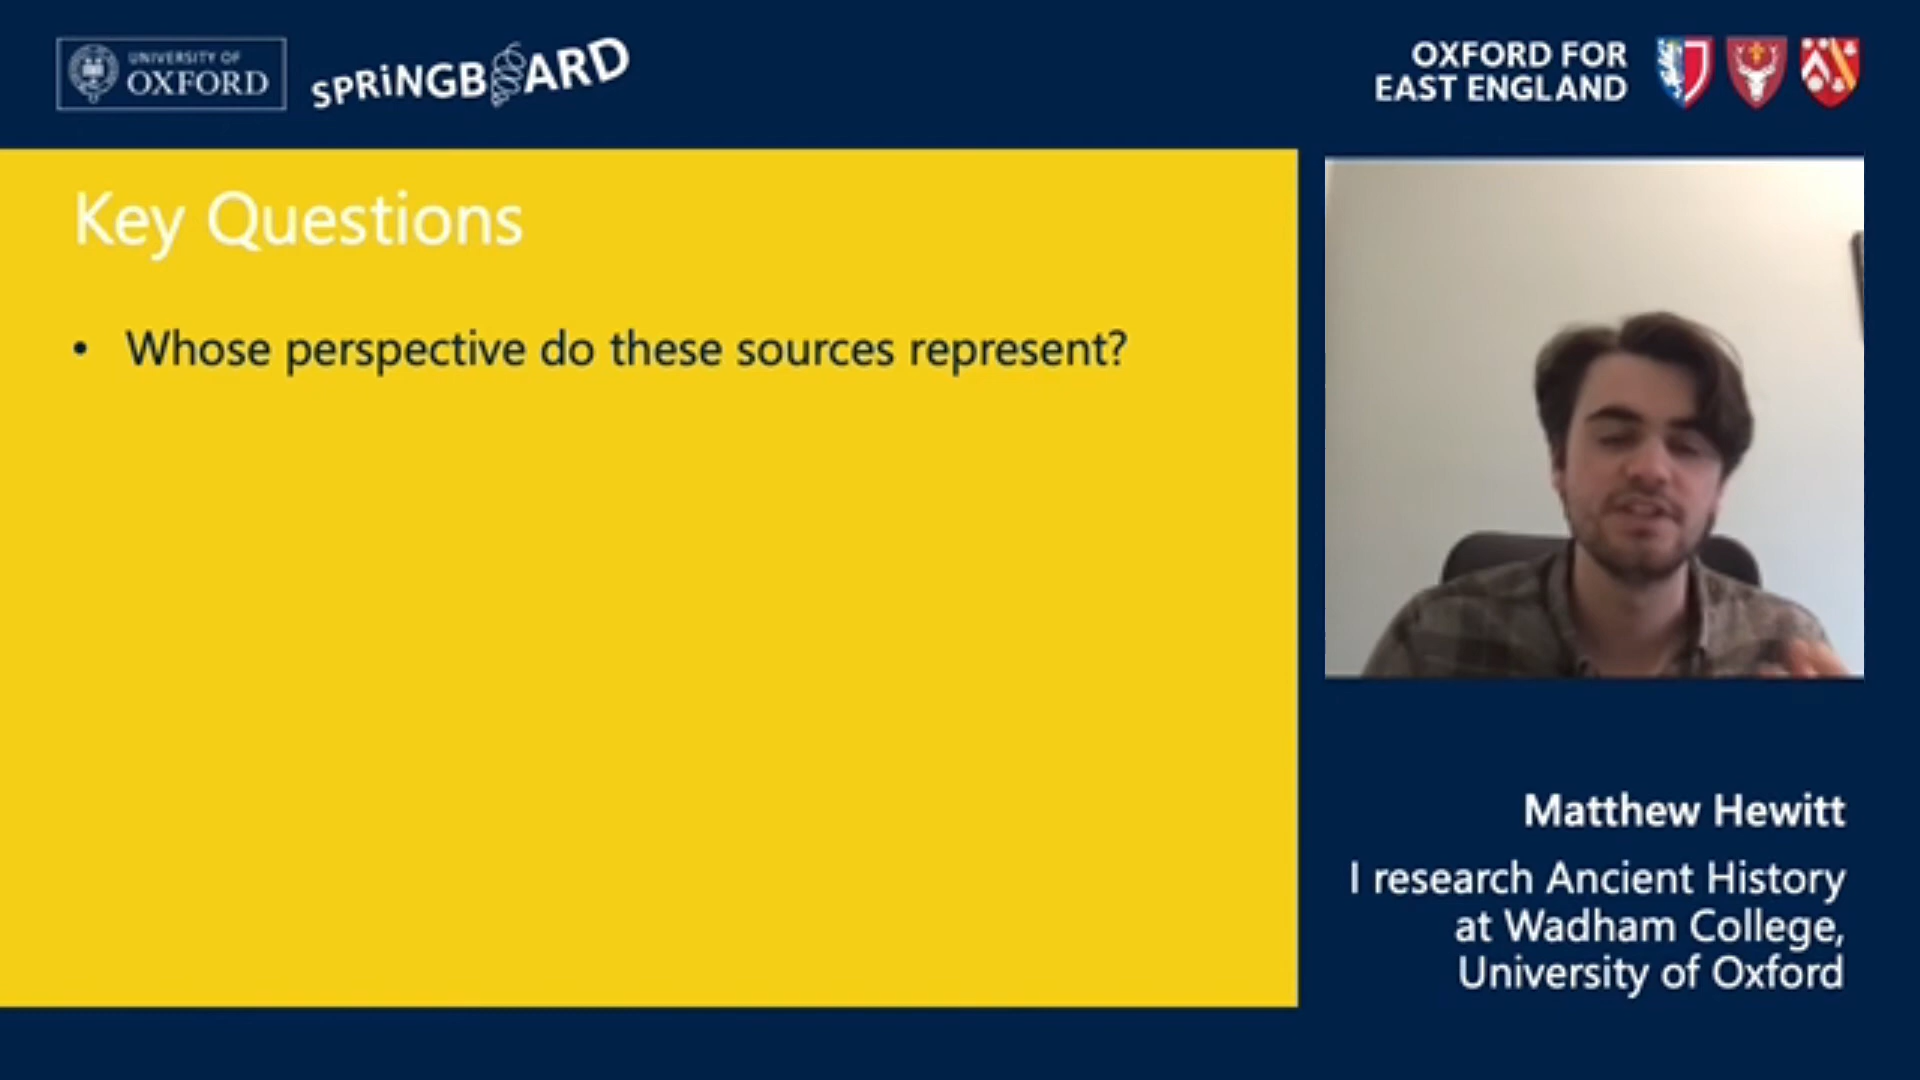 UNIVERSITY OF
OXFORD
SPRiNGBOARD
OXFORD FOR
EAST ENGLAND
Key Questions
• Whose perspective do these sources represent?
Matthew Hewitt
I research Ancient History
at Wadham College,
University of Oxford